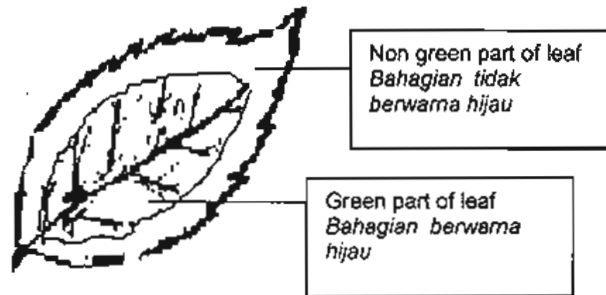 Non green part of leaf
Bahagian tidak
berwarna hijau
Green part of leaf
Bahagian berwarna
hijau